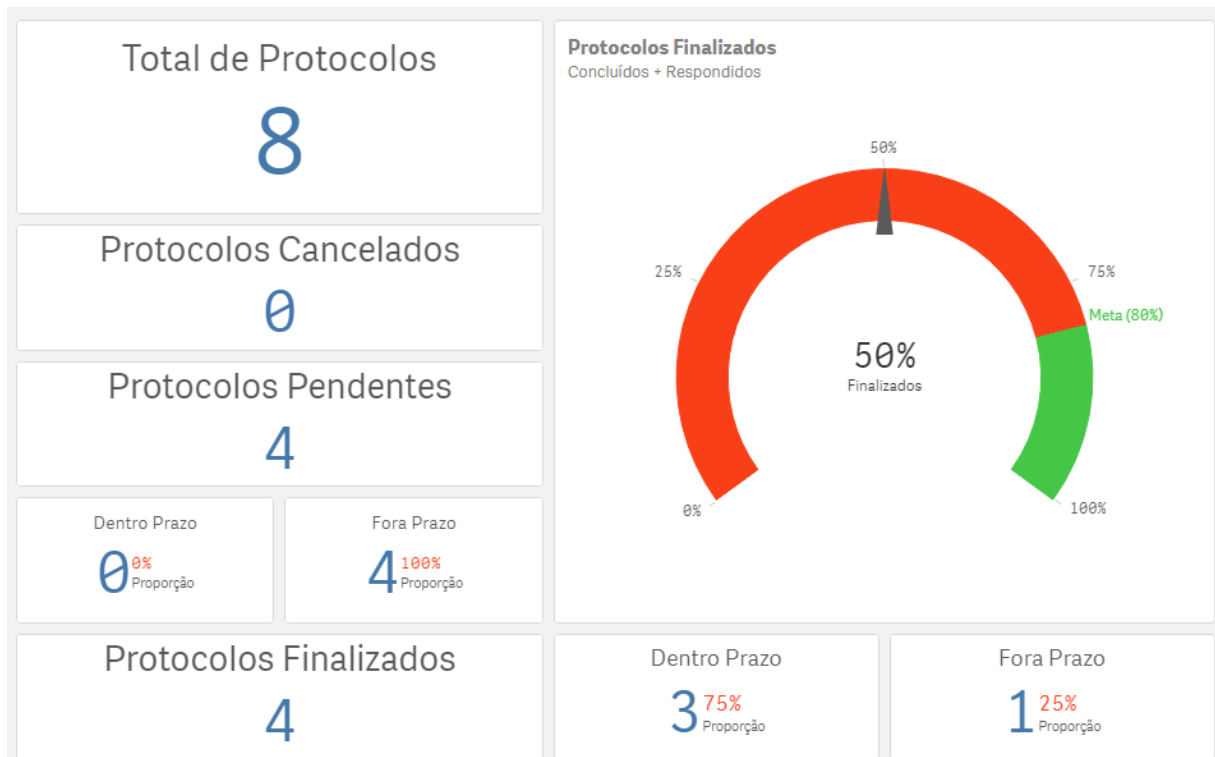 Total de Protocolos
8
Protocolos Cancelados
0
Protocolos Pendentes
4
Dentro Prazo
0 0% Proporção
Fora Prazo
4 100% Proporção
Protocolos Finalizados
4
Protocolos Finalizados
Concluídos + Respondidos
50%
25%
75%
Meta (80%)
50%
Finalizados
0%
100%
Dentro Prazo
3 75% Proporção
Fora Prazo
1 25% Proporção